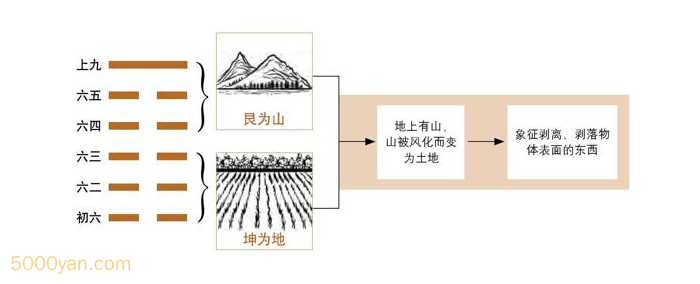 上九
六五
六四
六三
六二
初六
艮为山
坤为地
地上有山，
山被风化而变
为土地
象征剥离、剥落物
体表面的东西
5000yan.com